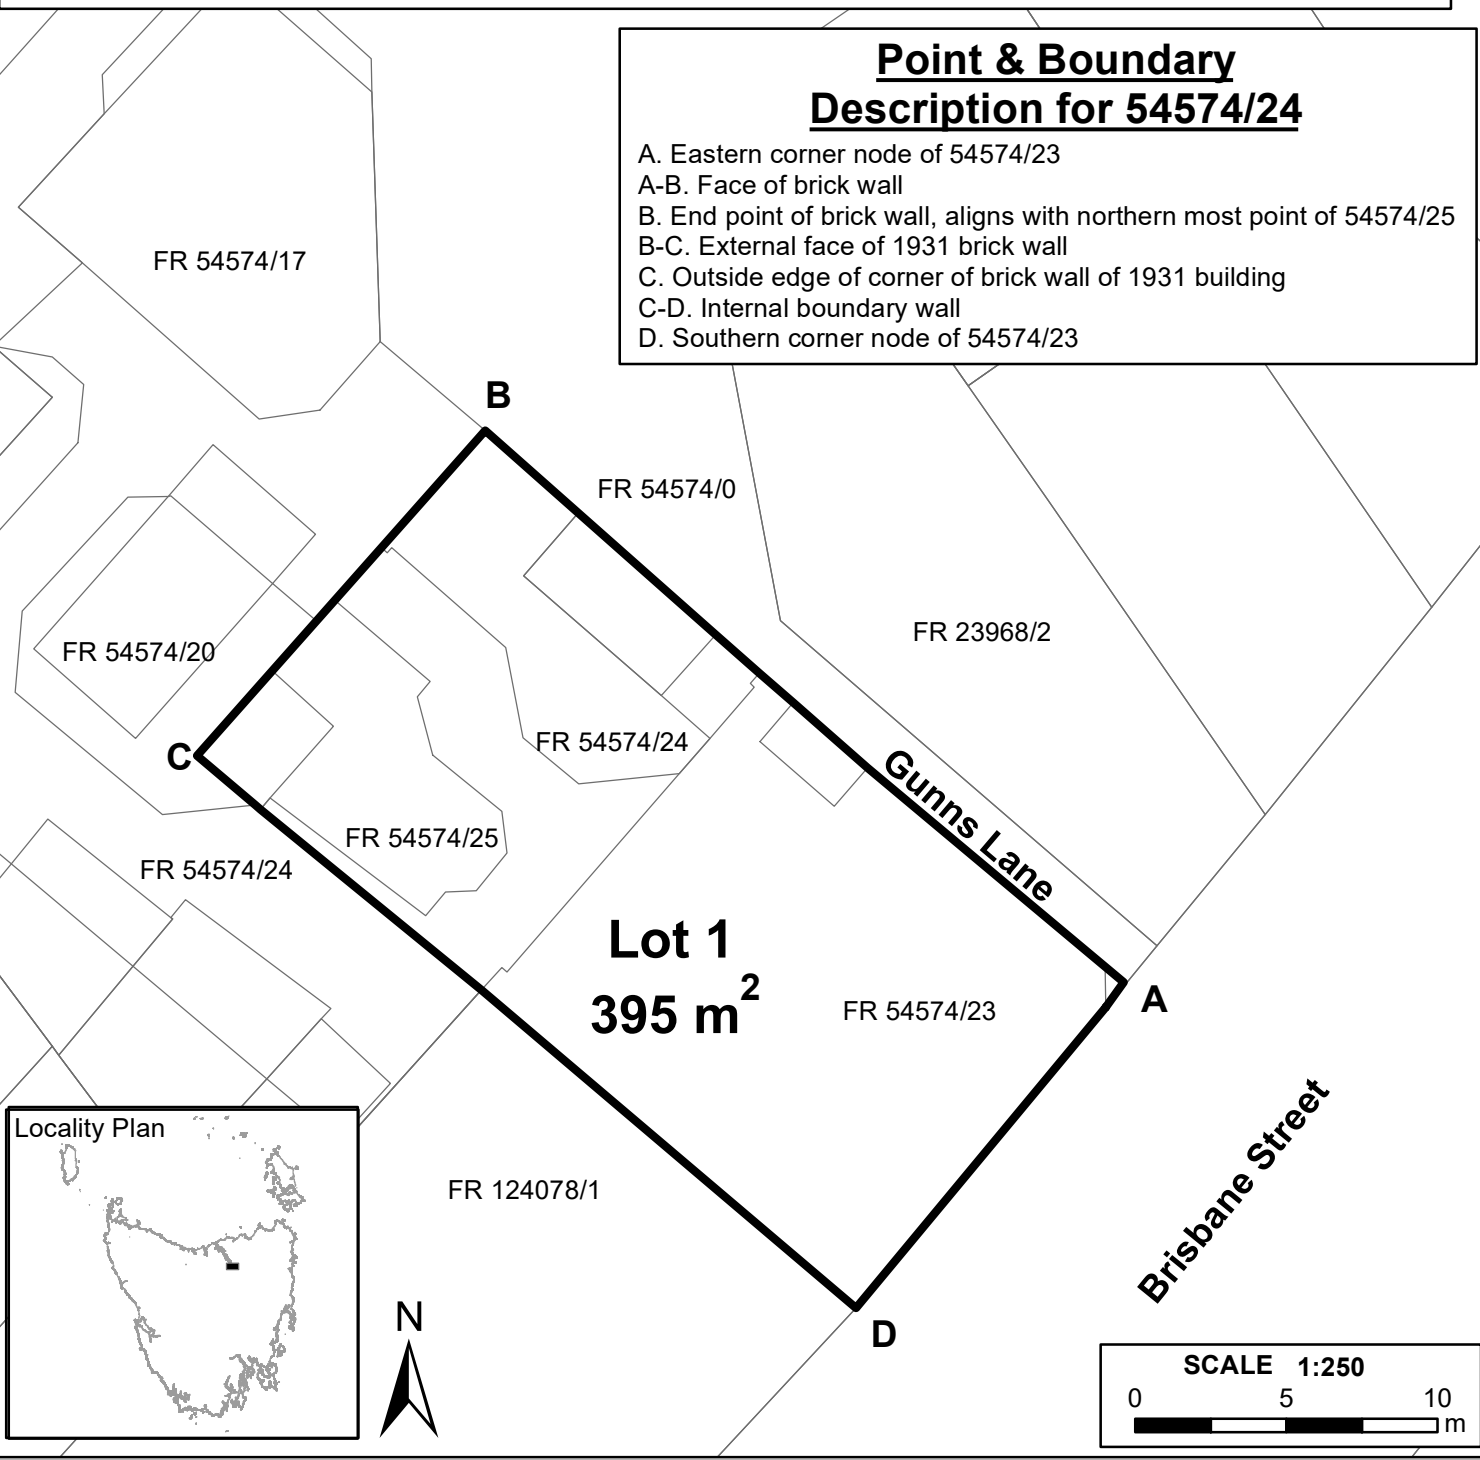 Point & Boundary
Description for 54574/24
A. Eastern corner node of 54574/23
A-B. Face of brick wall
B. End point of brick wall, aligns with northern most point of 54574/25
B-C. External face of 1931 brick wall
C. Outside edge of corner of brick wall of 1931 building
C-D. Internal boundary wall
D. Southern corner node of 54574/23
FR 54574/17
B
FR 54574/0
FR 23968/2
FR 54574/20
C
FR 54574/24
Gunns Lane
FR 54574/25
FR 54574/24
Lot 1
395 m²
FR 54574/23
A
Brisbane Street
Locality Plan
FR 124078/1
N
D
SCALE 1:250
0 5 10
m